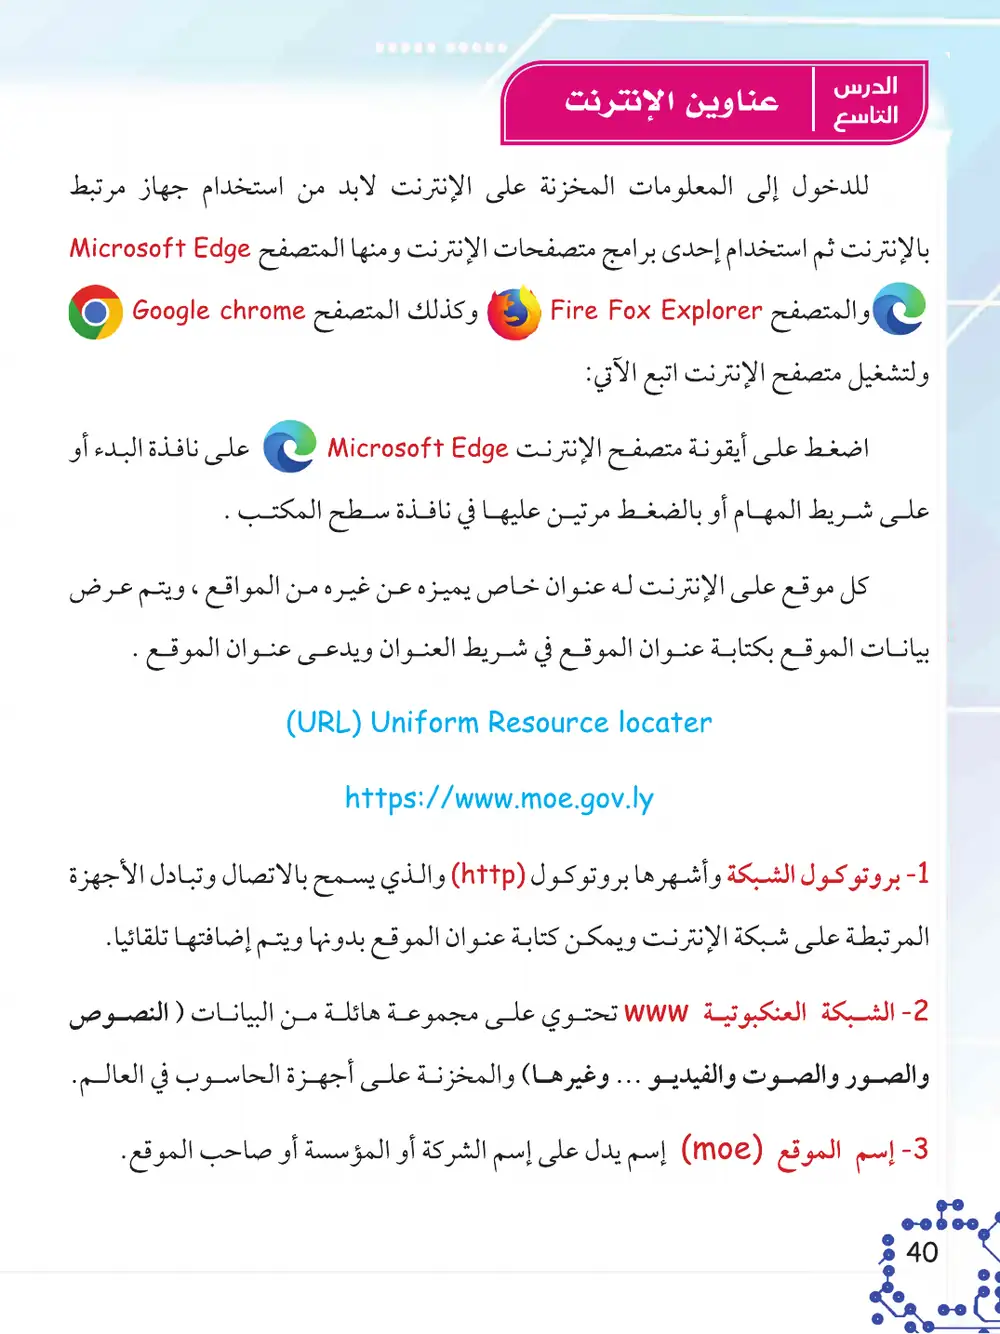 الدرس
التاسع
عناوين الإنترنت
للدخول إلى المعلومات المخزنة على الإنترنت لابد من استخدام جهاز مرتبط
بالإنترنت ثم استخدام إحدى برامج متصفحات الإنترنت ومنها المتصفح Microsoft Edge
والمتصفح Fire Fox Explorer وكذلك المتصفح Google chrome
ولتشغيل متصفح الإنترنت اتبع الآتي:
اضغط على أيقونة متصفح الإنترنت Microsoft Edge على نافذة البدء أو
على شريط المهام أو بالضغط مرتين عليها في نافذة سطح المكتب .
كل موقع على الإنترنت له عنوان خاص يميزه عن غيره من المواقع ، ويتم عرض
بيانات الموقع بكتابة عنوان الموقع في شريط العنوان ويدعى عنوان الموقع .
(URL) Uniform Resource locater
https://www.moe.gov.ly
1- بروتوكول الشبكة وأشهرها بروتوكول (http) والذي يسمح بالاتصال وتبادل الأجهزة
المرتبطة على شبكة الإنترنت ويمكن كتابة عنوان الموقع بدونها ويتم إضافتها تلقائيا.
2- الشبكة العنكبوتية www تحتوي على مجموعة هائلة من البيانات ( النصوص
والصور والصوت والفيديو ... وغيرها) والمخزنة على أجهزة الحاسوب في العالم.
3- إسم الموقع (moe) إسم يدل على إسم الشركة أو المؤسسة أو صاحب الموقع.
40